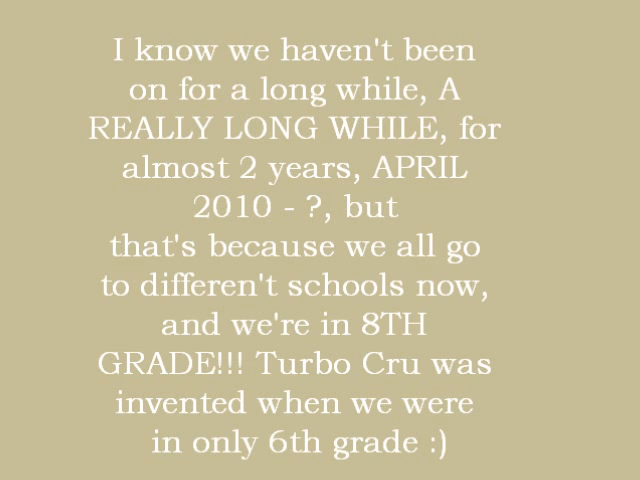 I know we haven't been
on for a long while, A
REALLY LONG WHILE, for
almost 2 years, APRIL
2010 - ?, but
that's because we all go
to differen't schools now,
and we're in 8TH
GRADE!!! Turbo Cru was
invented when we were
in only 6th grade :)